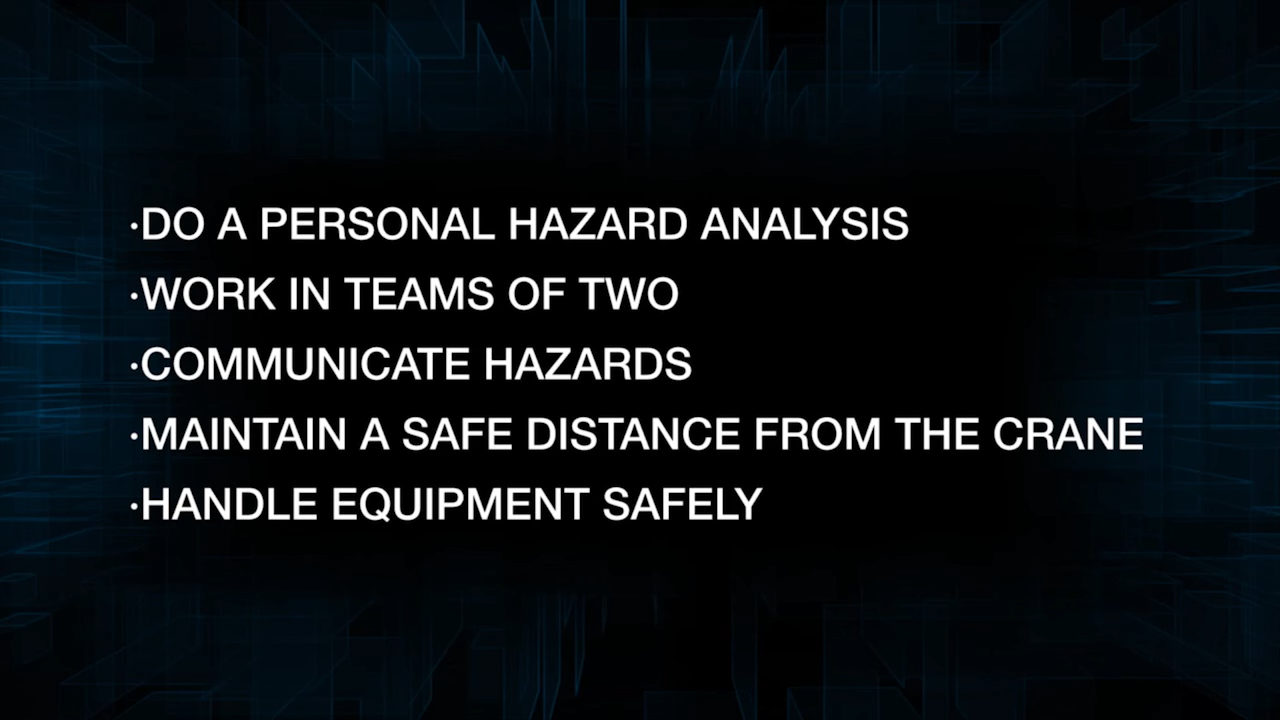 ·DO A PERSONAL HAZARD ANALYSIS
·WORK IN TEAMS OF TWO
·COMMUNICATE HAZARDS
·MAINTAIN A SAFE DISTANCE FROM THE CRANE
·HANDLE EQUIPMENT SAFELY